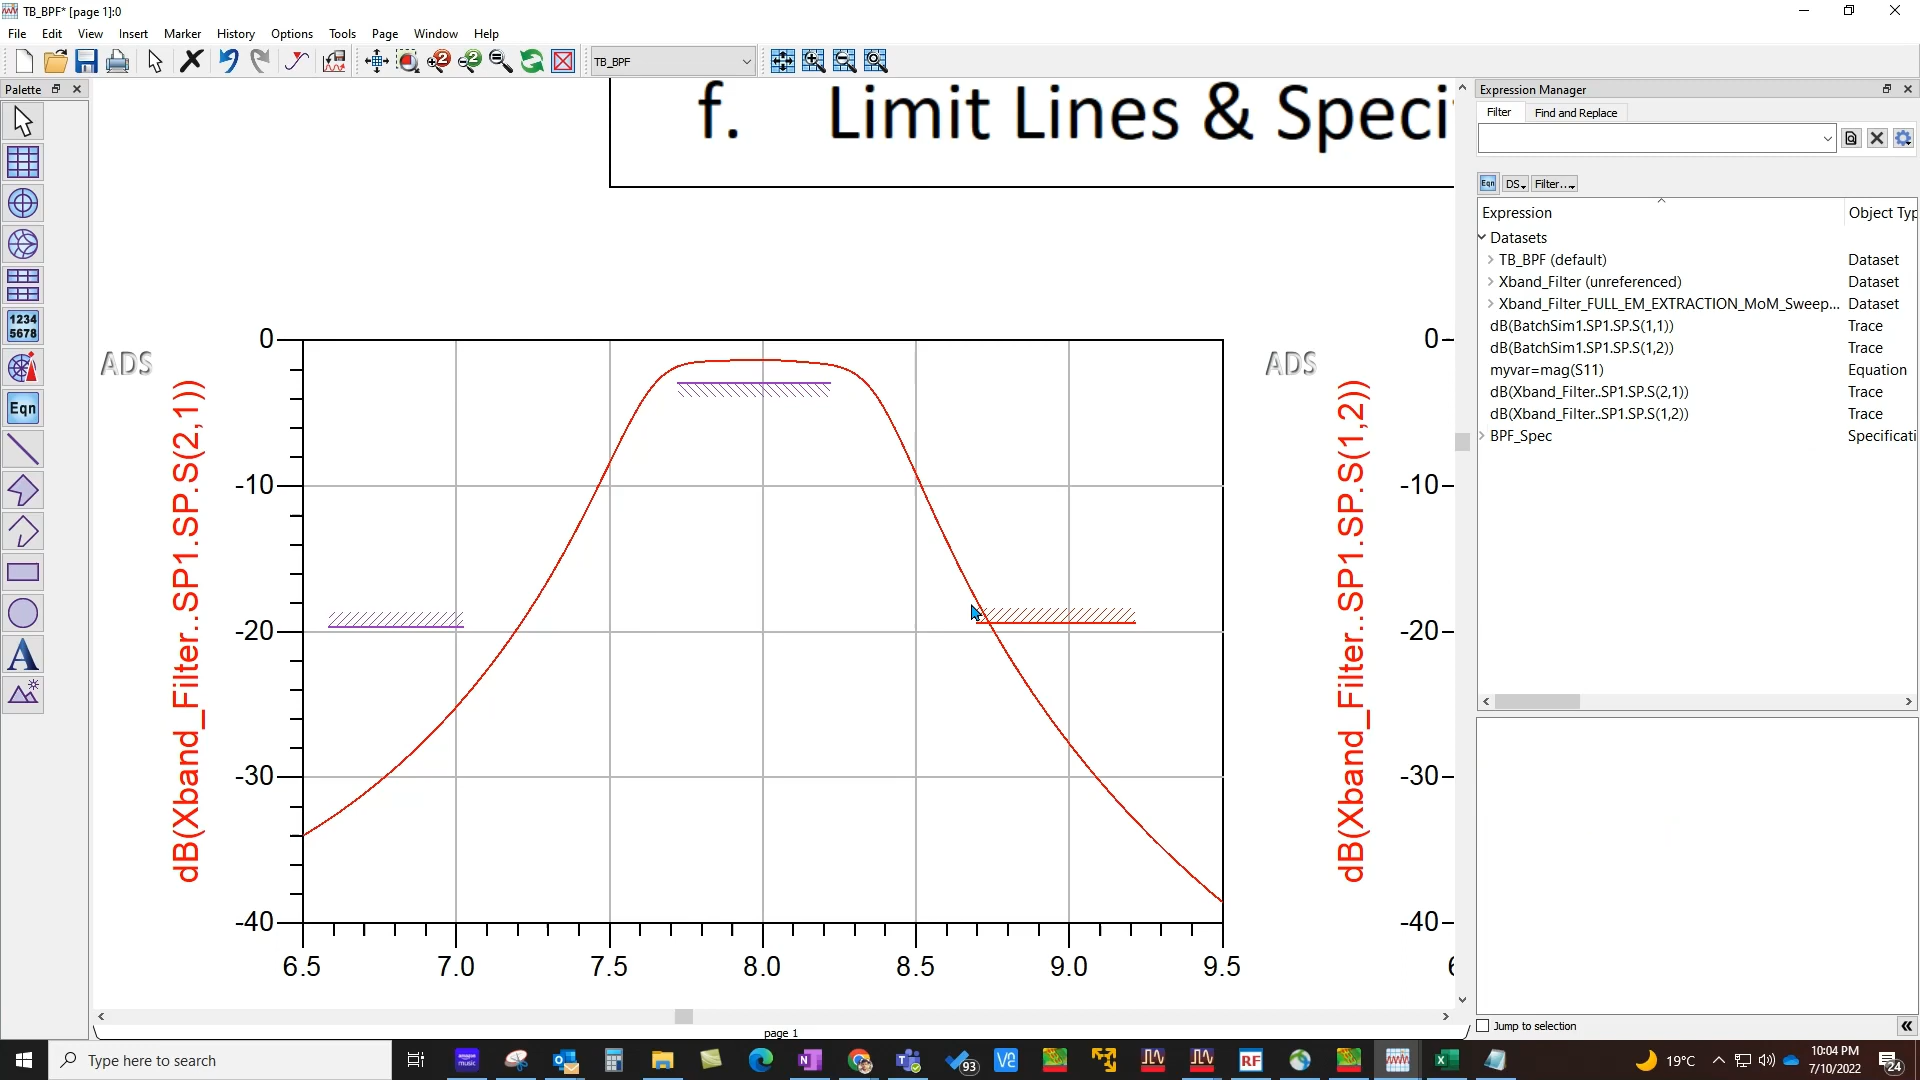 TB_BPF* [page 1]:0
File Edit View Insert Marker History Options Tools Page Window Help
TB_BPF
Palette
1234
5678
Eqn
A
f. Limit Lines & Speci
ADS
dB(Xband_Filter..SP1.SP.S(2,1))
0
-10
-20
-30
-40
6.5 7.0 7.5 8.0 8.5 9.0 9.5
ADS
dB(Xband_Filter..SP1.SP.S(1,2))
0
-10
-20
-30
-40
page 1
Expression Manager
Filter Find and Replace
Eqn DS Filter...
Expression Object Typ
Datasets
TB_BPF (default) Dataset
Xband_Filter (unreferenced) Dataset
Xband_Filter_FULL_EM_EXTRACTION_MoM_Sweep... Dataset
dB(BatchSim1.SP1.SP.S(1,1)) Trace
dB(BatchSim1.SP1.SP.S(1,2)) Trace
myvar=mag(S11) Equation
dB(Xband_Filter..SP1.SP.S(2,1)) Trace
dB(Xband_Filter..SP1.SP.S(1,2)) Trace
BPF_Spec Specificati
Jump to selection
Type here to search
93
RF
19°C
10:04 PM
7/10/2022
24